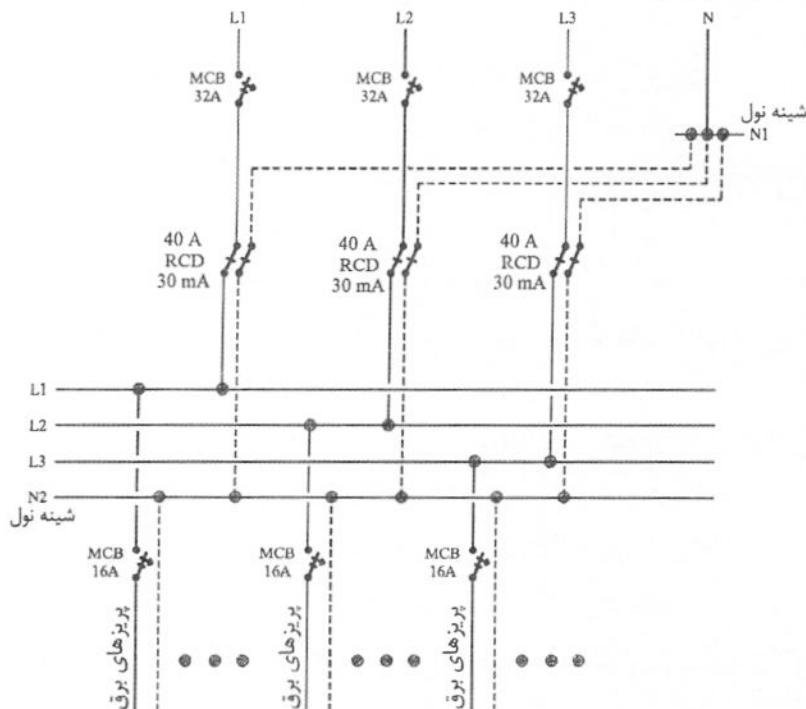 L1 L2 L3 N
MCB
32A
MCB
32A
MCB
32A
شینه نول
N1
40 A
RCD
30 mA
40 A
RCD
30 mA
40 A
RCD
30 mA
L1
L2
L3
N2
شینه نول
MCB
16A
MCB
16A
MCB
16A
پریزهای برق
پریزهای برق
پریزهای برق